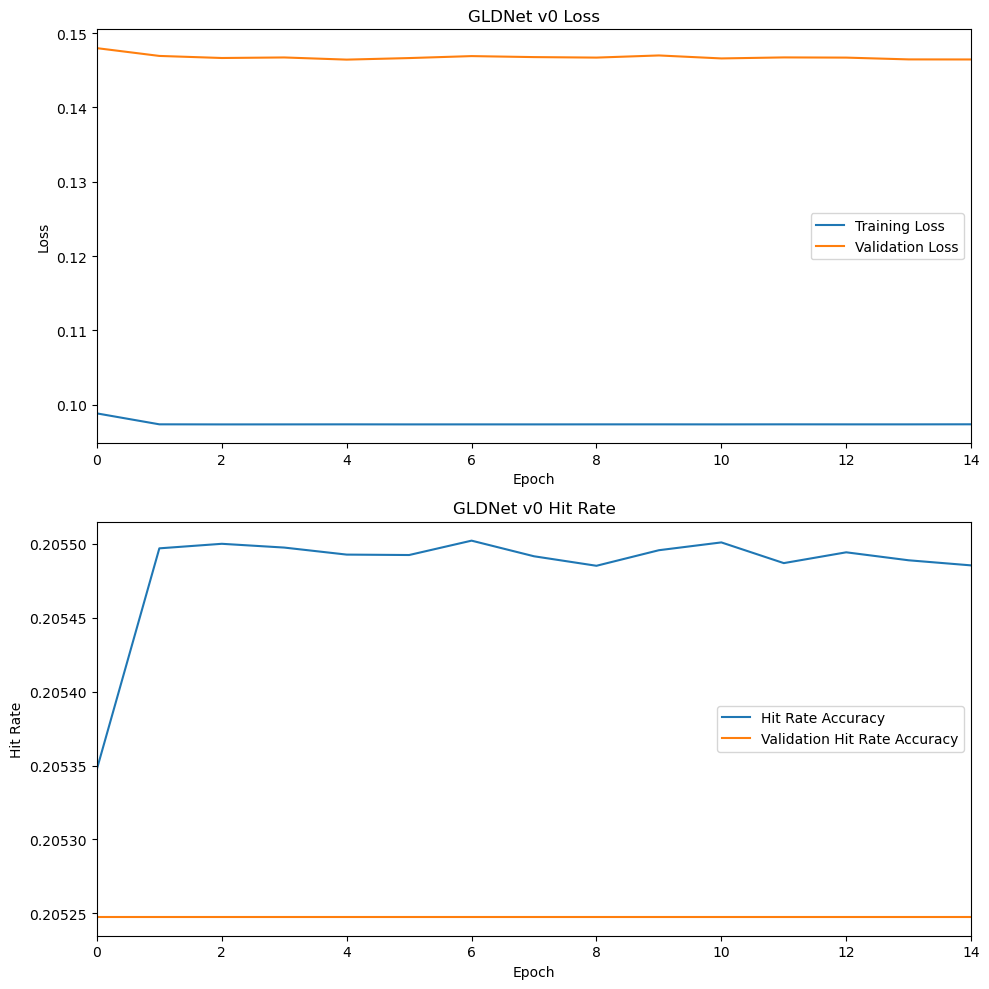 GLDNet v0 Loss
0.15
0.14
0.13
0.12
0.11
0.10
Loss
Training Loss
Validation Loss
0 2 4 6 8 10 12 14
Epoch
GLDNet v0 Hit Rate
0.20550
0.20545
0.20540
0.20535
0.20530
0.20525
Hit Rate
Hit Rate Accuracy
Validation Hit Rate Accuracy
0 2 4 6 8 10 12 14
Epoch